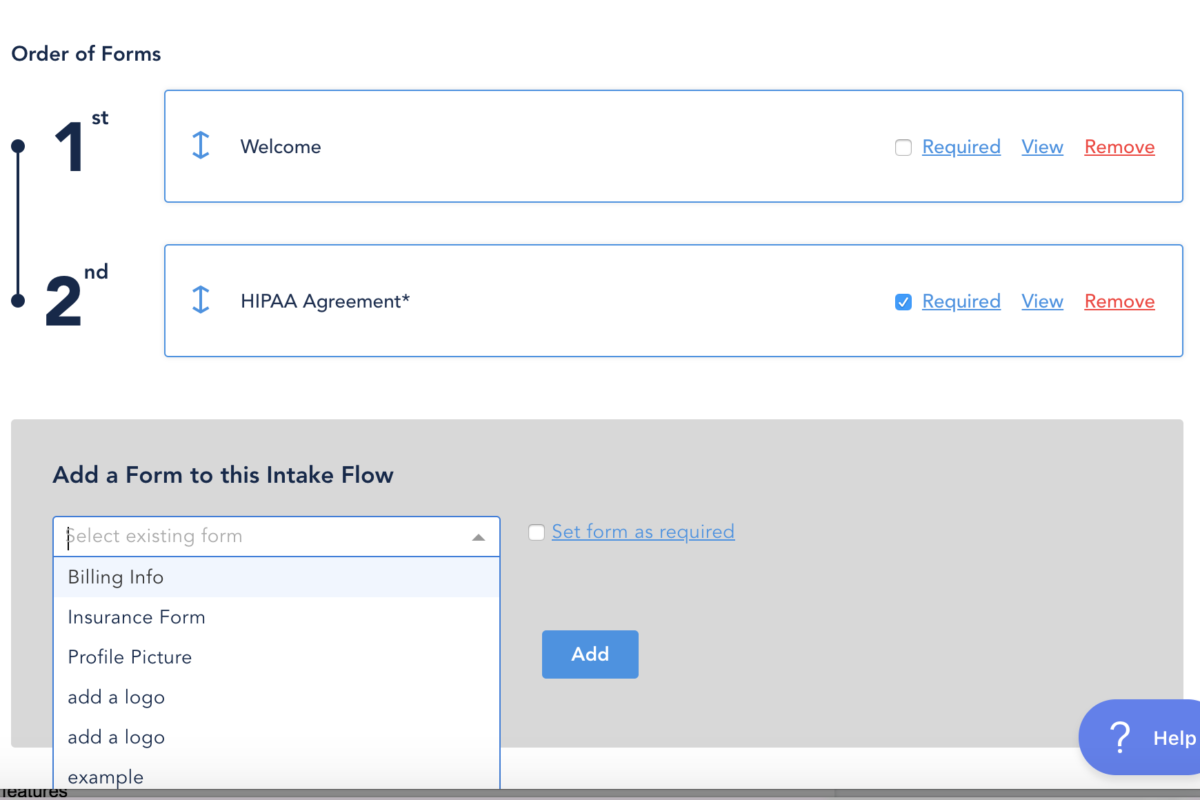 Order of Forms
1st
Welcome
Required View Remove
2nd
HIPAA Agreement*
Required View Remove
Add a Form to this Intake Flow
Select existing form
Set form as required
Billing Info
Insurance Form
Profile Picture
add a logo
add a logo
example
Add
? Help
features